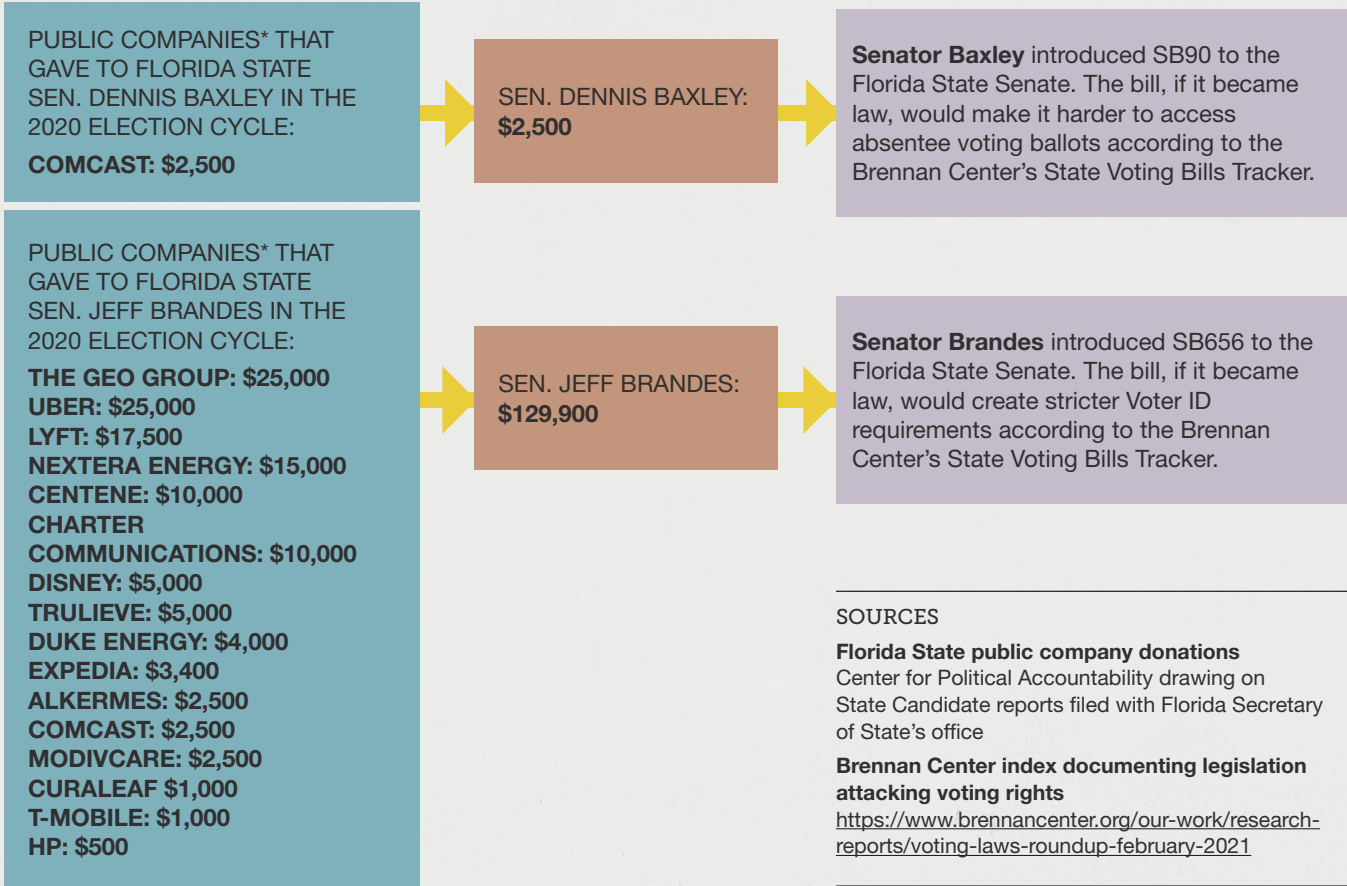 PUBLIC COMPANIES* THAT
GAVE TO FLORIDA STATE
SEN. DENNIS BAXLEY IN THE
2020 ELECTION CYCLE:
COMCAST: $2,500
SEN. DENNIS BAXLEY:
$2,500
Senator Baxley introduced SB90 to the
Florida State Senate. The bill, if it became
law, would make it harder to access
absentee voting ballots according to the
Brennan Center's State Voting Bills Tracker.
PUBLIC COMPANIES* THAT
GAVE TO FLORIDA STATE
SEN. JEFF BRANDES IN THE
2020 ELECTION CYCLE:
THE GEO GROUP: $25,000
UBER: $25,000
LYFT: $17,500
NEXTERA ENERGY: $15,000
CENTENE: $10,000
CHARTER
COMMUNICATIONS: $10,000
DISNEY: $5,000
TRULIEVE: $5,000
DUKE ENERGY: $4,000
EXPEDIA: $3,400
ALKERMES: $2,500
COMCAST: $2,500
MODIVCARE: $2,500
CURALEAF $1,000
T-MOBILE: $1,000
HP: $500
SEN. JEFF BRANDES:
$129,900
Senator Brandes introduced SB656 to the
Florida State Senate. The bill, if it became
law, would create stricter Voter ID
requirements according to the Brennan
Center's State Voting Bills Tracker.
SOURCES
Florida State public company donations
Center for Political Accountability drawing on
State Candidate reports filed with Florida Secretary
of State's office
Brennan Center index documenting legislation
attacking voting rights
https://www.brennancenter.org/our-work/research-
reports/voting-laws-roundup-february-2021